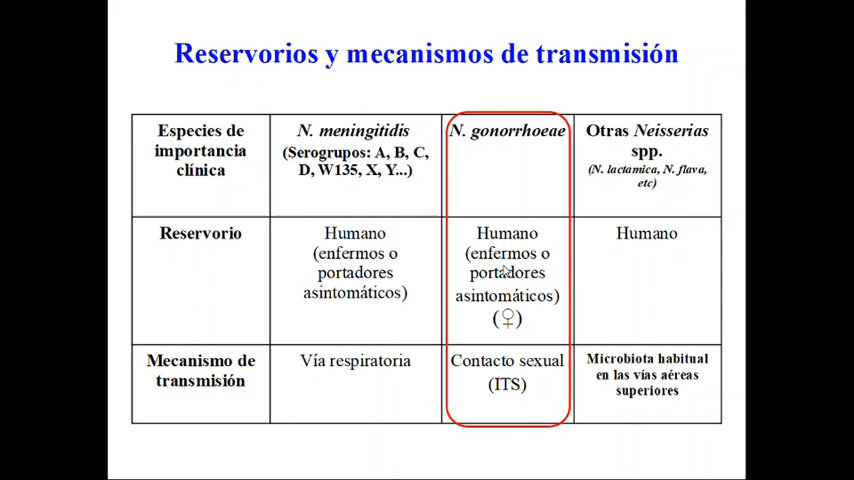 Reservorios y mecanismos de transmisión
Especies de
importancia
clínica
N. meningitidis
(Serogrupos: A, B, C,
D, W135, X, Y...)
N. gonorrhoeae
Otras Neisserias
spp.
(N. lactamica, N. flava,
etc)
Reservorio
Humano
(enfermos o
portadores
asintomáticos)
Humano
(enfermos o
portadores
asintomáticos)
(♀)
Humano
Mecanismo de
transmisión
Vía respiratoria
Contacto sexual
(ITS)
Microbiota habitual
en las vías aéreas
superiores